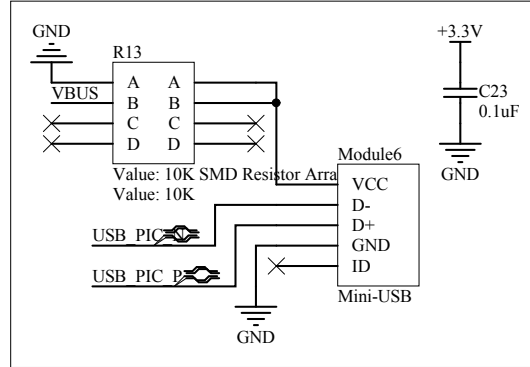 GND
R13
+3.3V
A A
VBUS B B
C C
D D
C23
0.1uF
Value: 10K SMD Resistor Arra
Value: 10K
GND
Module6
VCC
D-
USB_PIC_
D+
GND
USB_PIC_P
ID
Mini-USB
GND